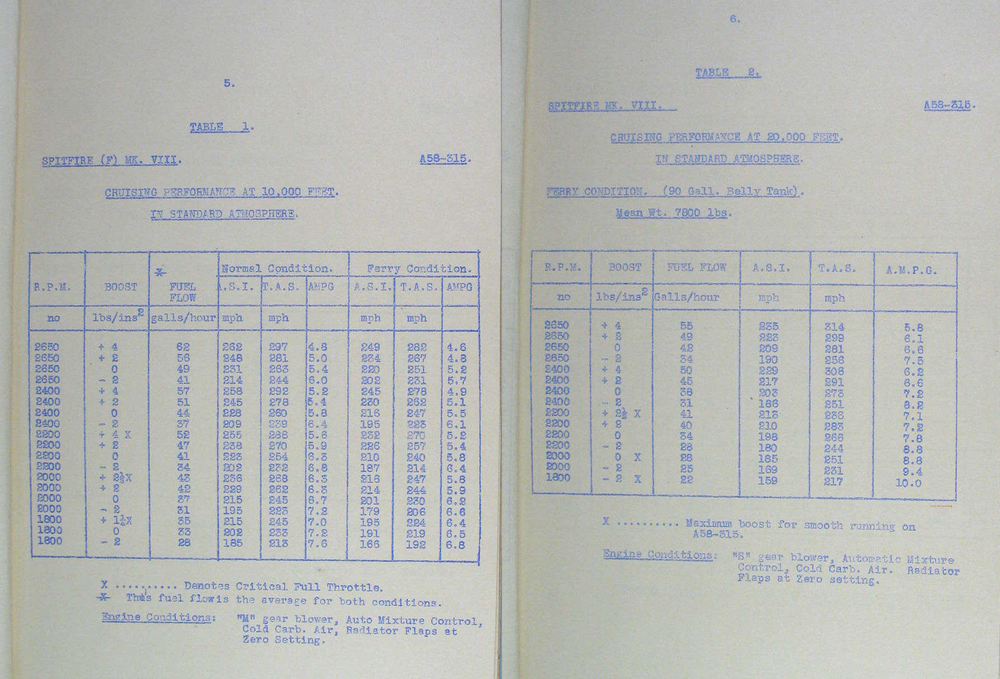 5.
TABLE 1.
SPITFIRE (F) MK. VIII. A58-315.
CRUISING PERFORMANCE AT 10,000 FEET.
IN STANDARD ATMOSPHERE.
Normal Condition. Ferry Condition.
R.P.M. BOOST FUEL FLOW A.S.I. T.A.S. AMPG A.S.I. T.A.S. AMPG
no lbs/ins2 galls/hour mph mph mph mph
2650 + 4 62 262 297 4.8 249 282 4.6
2650 + 2 56 248 281 5.0 234 267 4.8
2650 0 49 231 263 5.4 220 251 5.2
2650 - 2 41 214 244 6.0 202 231 5.7
2400 + 4 57 258 292 5.2 245 278 4.9
2400 + 2 51 245 278 5.4 230 262 5.1
2400 0 44 228 260 5.8 216 247 5.5
2400 - 2 37 209 239 6.4 195 223 6.1
2200 + 4 X 52 255 288 5.6 232 270 5.2
2200 + 2 47 238 270 5.9 226 257 5.4
2200 0 41 223 254 6.3 210 240 5.8
2200 - 2 34 202 232 6.8 187 214 6.4
2000 + 2½X 43 236 268 6.3 216 247 5.8
2000 + 2 42 229 262 6.3 214 244 5.9
2000 0 37 215 245 6.7 201 230 6.2
2000 - 2 31 195 223 7.2 179 206 6.6
1800 + 1½X 35 215 245 7.0 195 224 6.4
1800 0 33 202 233 7.2 191 219 6.5
1800 - 2 28 185 213 7.6 166 192 6.8
X .......... Denotes Critical Full Throttle.
This fuel flow is the average for both conditions.
Engine Conditions: "M" gear blower, Auto Mixture Control,
Cold Carb. Air, Radiator Flaps at
Zero Setting.
6.
TABLE 2.
SPITFIRE MK. VIII. A58-315.
CRUISING PERFORMANCE AT 20,000 FEET.
IN STANDARD ATMOSPHERE.
FERRY CONDITION. (90 Gall. Belly Tank).
Mean Wt. 7800 lbs.
R.P.M. BOOST FUEL FLOW A.S.I. T.A.S. A.M.P.G.
no lbs/ins2 Galls/hour mph mph
2650 + 4 55 235 314 5.8
2650 + 2 49 223 299 6.1
2650 0 42 209 281 6.6
2650 - 2 34 190 256 7.5
2400 + 4 50 229 308 6.2
2400 + 2 45 217 291 6.6
2400 0 38 203 273 7.2
2400 - 2 31 186 251 8.2
2200 + 2½ X 41 213 286 7.1
2200 + 2 40 210 283 7.2
2200 0 34 198 266 7.8
2200 - 2 28 180 244 8.8
2000 0 X 28 185 251 8.8
2000 - 2 25 169 231 9.4
1800 - 2 X 22 159 217 10.0
X .......... Maximum boost for smooth running on
A58-315.
Engine Conditions: "S" gear blower, Automatic Mixture
Control, Cold Carb. Air. Radiator
Flaps at Zero setting.